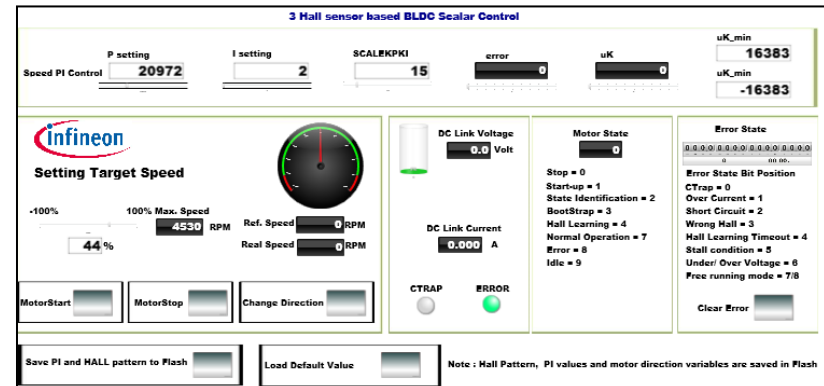 3 Hall sensor based BLDC Scalar Control
Speed PI Control
P setting
20972
I setting
2
SCALEKPKI
15
error
0
uK
0
uK_min
16383
uK_min
-16383
infineon
Setting Target Speed
-100%
100% Max. Speed
4530 RPM
44 %
Ref. Speed 0 RPM
Real Speed 0 RPM
MotorStart
MotorStop
Change Direction
DC Link Voltage
0.0 Volt
DC Link Current
0.000 A
CTRAP
ERROR
Motor State
0
Stop = 0
Start-up = 1
State Identification = 2
BootStrap = 3
Hall Learning = 4
Normal Operation = 7
Error = 8
Idle = 9
Error State
Error State Bit Position
CTrap = 0
Over Current = 1
Short Circuit = 2
Wrong Hall = 3
Hall Learning Timeout = 4
Stall condition = 5
Under/ Over Voltage = 6
Free running mode = 7/8
Clear Error
Save PI and HALL pattern to Flash
Load Default Value
Note : Hall Pattern, PI values and motor direction variables are saved in Flash